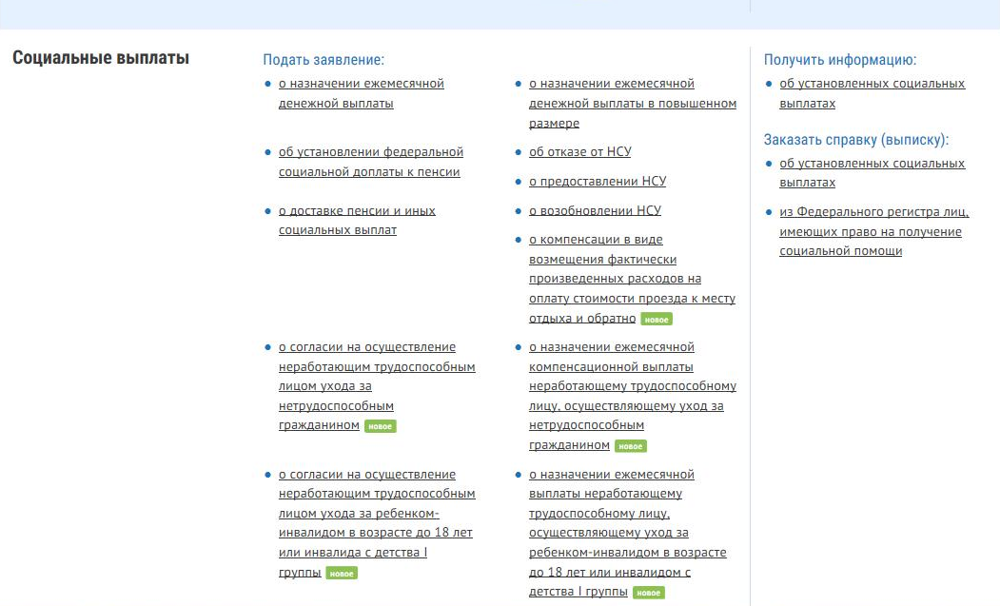 Социальные выплаты
Подать заявление:
о назначении ежемесячной
денежной выплаты
об установлении федеральной
социальной доплаты к пенсии
о доставке пенсии и иных
социальных выплат
о согласии на осуществление
неработающим трудоспособным
лицом ухода за
нетрудоспособным
гражданином новое
о согласии на осуществление
неработающим трудоспособным
лицом ухода за ребенком-
инвалидом в возрасте до 18 лет
или инвалида с детства I
группы новое
о назначении ежемесячной
денежной выплаты в повышенном
размере
об отказе от НСУ
о предоставлении НСУ
о возобновлении НСУ
о компенсации в виде
возмещения фактически
произведенных расходов на
оплату стоимости проезда к месту
отдыха и обратно новое
о назначении ежемесячной
компенсационной выплаты
неработающему трудоспособному
лицу, осуществляющему уход за
нетрудоспособным
гражданином новое
о назначении ежемесячной
выплаты неработающему
трудоспособному лицу,
осуществляющему уход за
ребенком-инвалидом в возрасте
до 18 лет или инвалидом с
детства I группы новое
Получить информацию:
об установленных социальных
выплатах
Заказать справку (выписку):
об установленных социальных
выплатах
из Федерального регистра лиц,
имеющих право на получение
социальной помощи